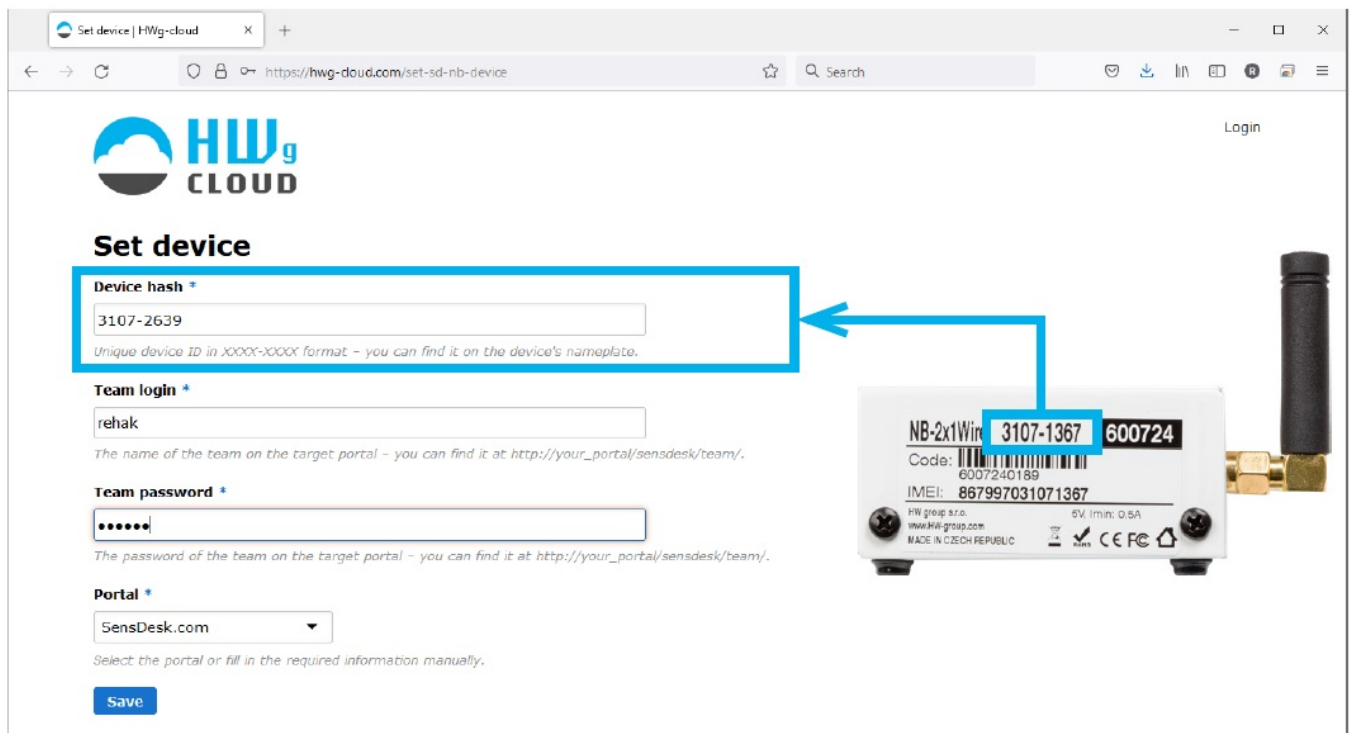 Set device | HWg-cloud
https://hwg-cloud.com/set-sd-nb-device
Search
Login
HWg
CLOUD
Set device
Device hash *
3107-2639
Unique device ID in XXXX-XXXX format – you can find it on the device's nameplate.
Team login *
rehak
The name of the team on the target portal – you can find it at http://your_portal/sensdesk/team/.
Team password *
••••••
The password of the team on the target portal – you can find it at http://your_portal/sensdesk/team/.
Portal *
SensDesk.com
Select the portal or fill in the required information manually.
Save
NB-2x1Wire 3107-1367 600724
Code:
6007240189
IMEI: 867997031071367
HW group s.r.o.
www.HW-group.com
MADE IN CZECH REPUBLIC
5V, Imin: 0.5A
CE FC